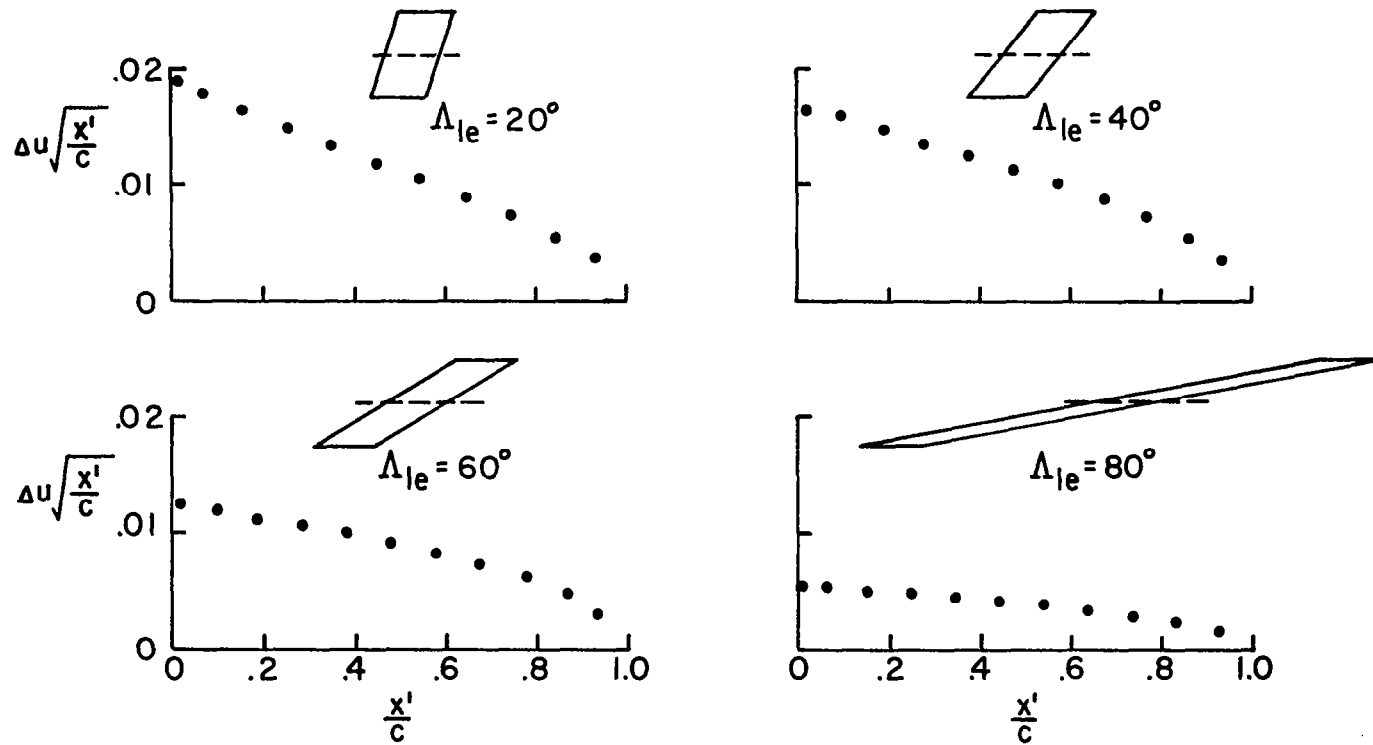 .02
Δu√x'/c
.01
0
Λle = 20°
Λle = 40°
.02
Δu√x'/c
.01
0
Λle = 60°
Λle = 80°
0 .2 .4 .6 .8 1.0
x'/c
0 .2 .4 .6 .8 1.0
x'/c